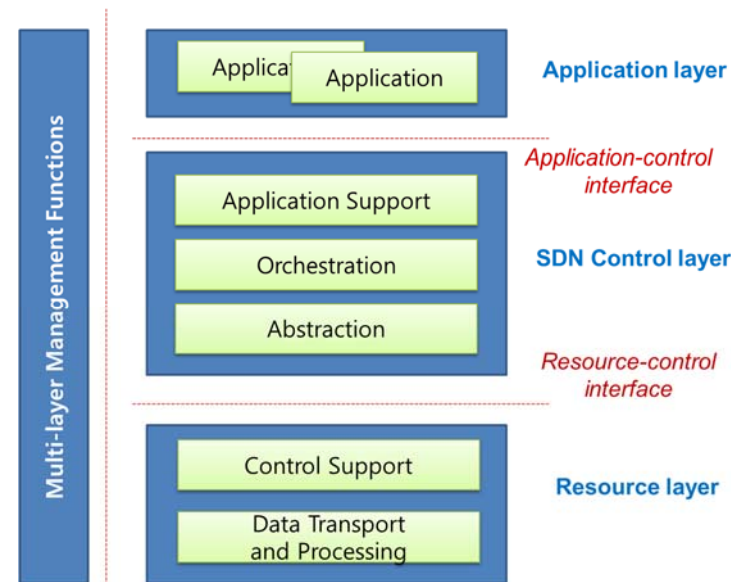 Multi-layer Management Functions
Applicat
Application
Application layer
Application-control
interface
Application Support
Orchestration
Abstraction
SDN Control layer
Resource-control
interface
Control Support
Data Transport
and Processing
Resource layer